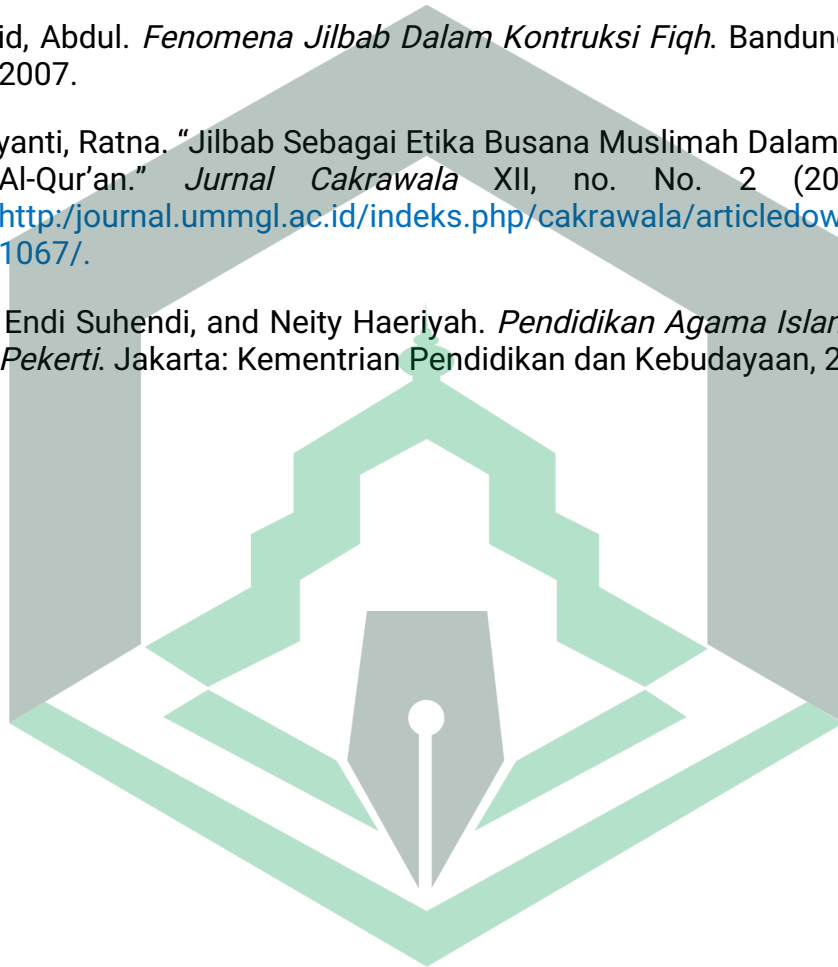 id, Abdul. Fenomena Jilbab Dalam Kontruksi Fiqh. Bandung
2007.
yanti, Ratna. “Jilbab Sebagai Etika Busana Muslimah Dalam
Al-Qur’an.” Jurnal Cakrawala XII, no. No. 2 (20
http:/journal.ummgl.ac.id/indeks.php/cakrawala/articledow
1067/.
Endi Suhendi, and Neity Haeriyah. Pendidikan Agama Islam
Pekerti. Jakarta: Kementrian Pendidikan dan Kebudayaan, 2